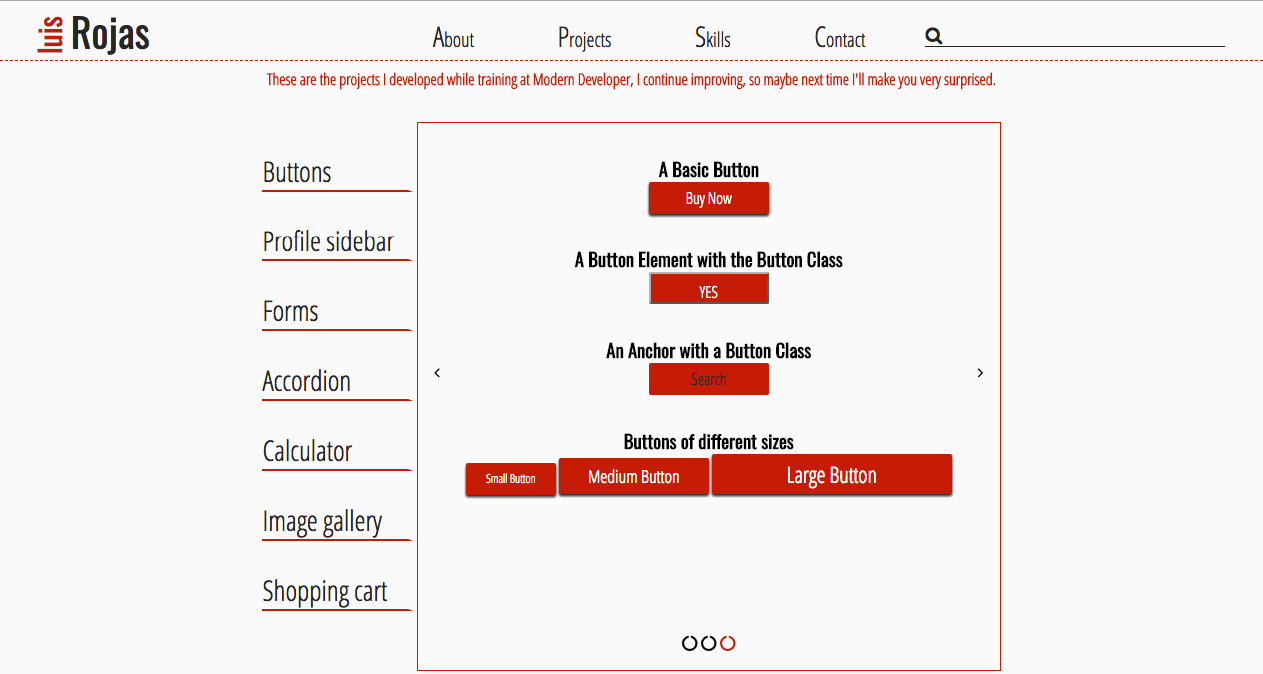 luis Rojas
About Projects Skills Contact
These are the projects I developed while training at Modern Developer, I continue improving, so maybe next time I'll make you very surprised.
Buttons
Profile sidebar
Forms
Accordion
Calculator
Image gallery
Shopping cart
A Basic Button
Buy Now
A Button Element with the Button Class
YES
An Anchor with a Button Class
Search
Buttons of different sizes
Small Button Medium Button Large Button